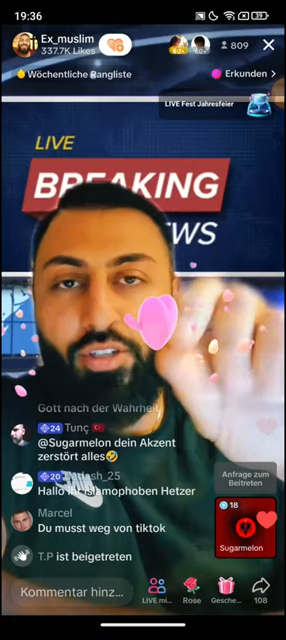 19:36
39
Ex_muslim
337.7K Likes
809
Wöchentliche Rangliste
Erkunden >
LIVE Fest Jahresfeier
LIVE
BREAKING
NEWS
Gott nach der Wahrheit
24 Tunç
@Sugarmelon dein Akzent
zerstört alles🤣
20
Hallo ihr islamophoben Hetzer
Marcel
Du musst weg von tiktok
T.P ist beigetreten
Anfrage zum
Beitreten
18
Sugarmelon
Kommentar hinz...
LIVE mi...
Rose
Gesche...
108